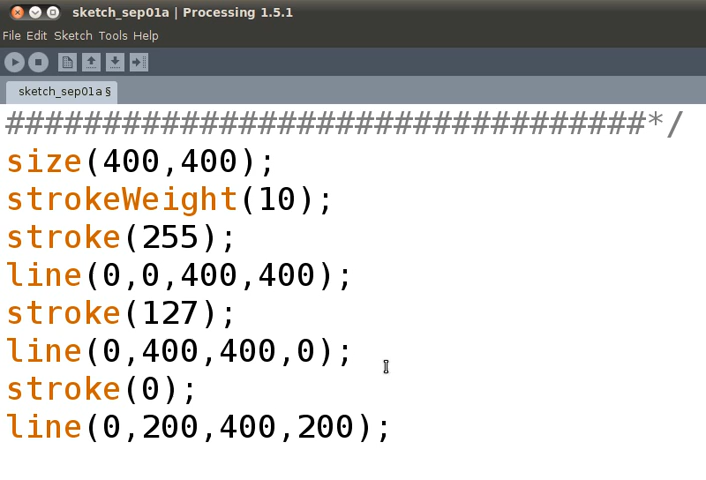 sketch_sep01a | Processing 1.5.1
File Edit Sketch Tools Help
sketch_sep01a §
#################################*/
size(400,400);
strokeWeight(10);
stroke(255);
line(0,0,400,400);
stroke(127);
line(0,400,400,0);
stroke(0);
line(0,200,400,200);